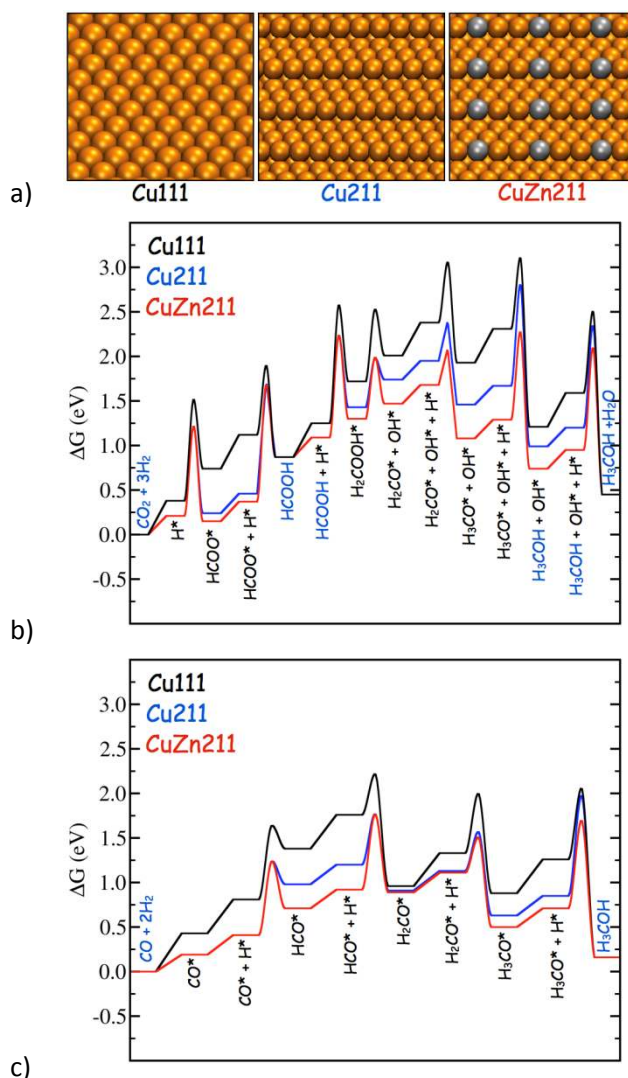 Cu111 Cu211 CuZn211
a)
Cu111
Cu211
CuZn211
3.0
2.5
2.0
1.5
1.0
0.5
0.0
-0.5
ΔG (eV)
CO₂ + 3H₂
H*
HCOO*
HCOO* + H*
HCOOH
HCOOH + H*
H₂COOH*
H₂CO* + OH*
H₂CO* + OH* + H*
H₃CO* + OH*
H₃CO* + OH* + H*
H₃COH + OH*
H₃COH + OH* + H*
H₃COH +H₂O
b)
Cu111
Cu211
CuZn211
3.0
2.5
2.0
1.5
1.0
0.5
0.0
-0.5
ΔG (eV)
CO + 2H₂
CO*
CO* + H*
HCO*
HCO* + H*
H₂CO*
H₂CO* + H*
H₃CO*
H₃CO* + H*
H₃COH
c)